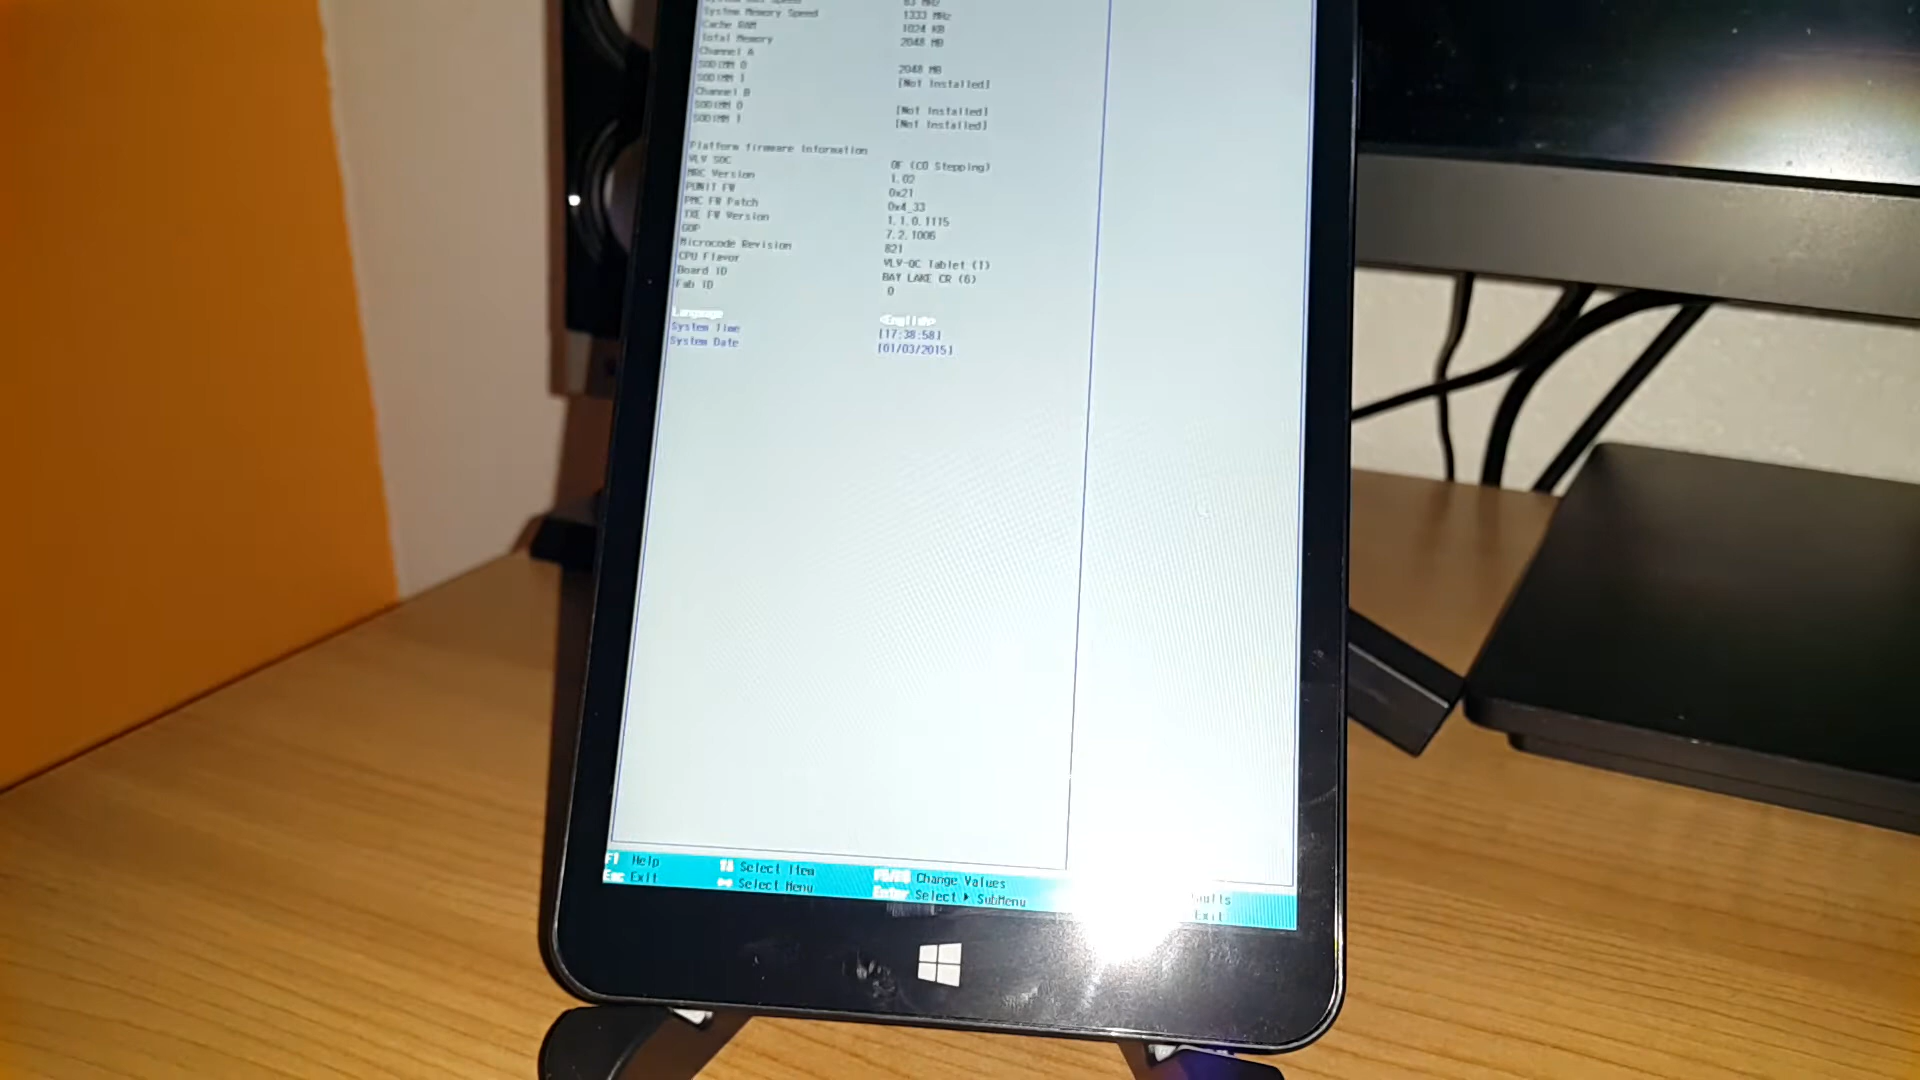 System Memory Speed 1333 MHz
Cache RAM 1024 KB
Total Memory 2048 MB
Channel A
SODIMM 0 2048 MB
SODIMM 1 [Not Installed]
Channel B
SODIMM 0 [Not Installed]
SODIMM 1 [Not Installed]
Platform firmware Information
VLV SOC 0F (C0 Stepping)
MRC Version 1.02
PUNIT FW 0x21
PMC FW Patch 0x4_33
TXE FW Version 1.1.0.1115
GOP 7.2.1006
Microcode Revision 821
CPU Flavor VLV-QC Tablet (1)
Board ID BAY LAKE CR (6)
Fab ID 0
Language <English>
System Time [17:38:58]
System Date [01/03/2015]
F1 Help Select Item Change Values
Esc Exit Select Menu Enter Select ▶ SubMenu Exit